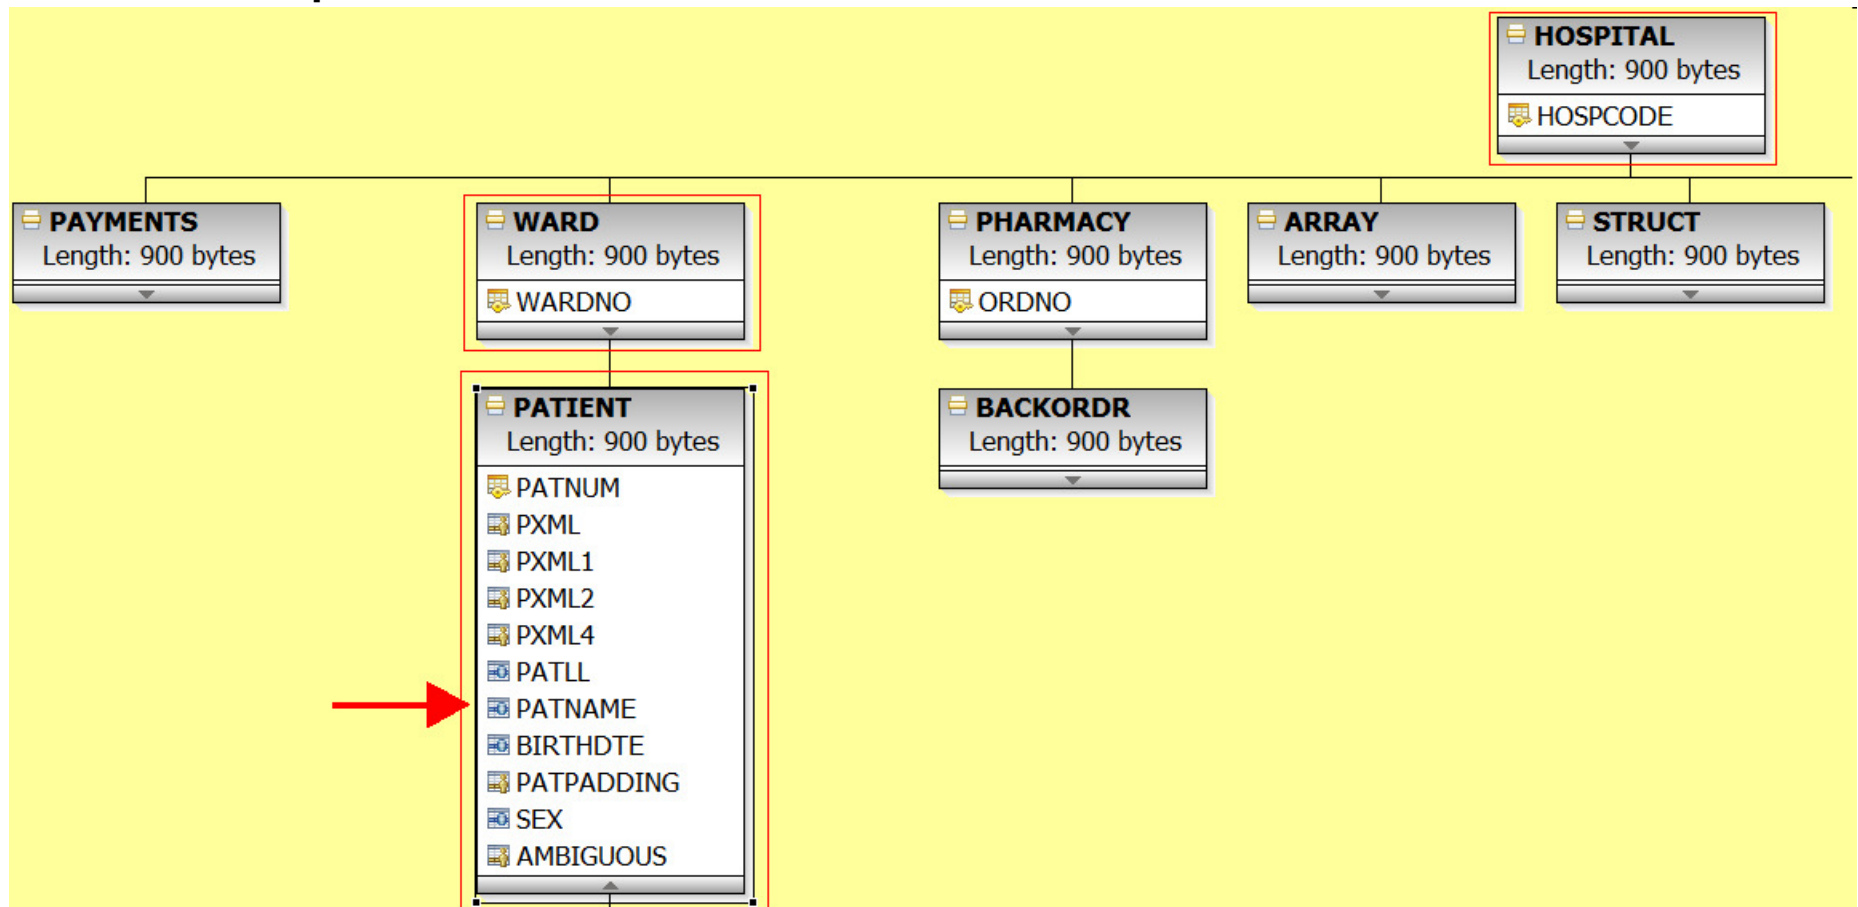 HOSPITAL
Length: 900 bytes
HOSPCODE
PAYMENTS
Length: 900 bytes
WARD
Length: 900 bytes
WARDNO
PHARMACY
Length: 900 bytes
ORDNO
ARRAY
Length: 900 bytes
STRUCT
Length: 900 bytes
PATIENT
Length: 900 bytes
PATNUM
PXML
PXML1
PXML2
PXML4
PATLL
PATNAME
BIRTHDTE
PATPADDING
SEX
AMBIGUOUS
BACKORDR
Length: 900 bytes